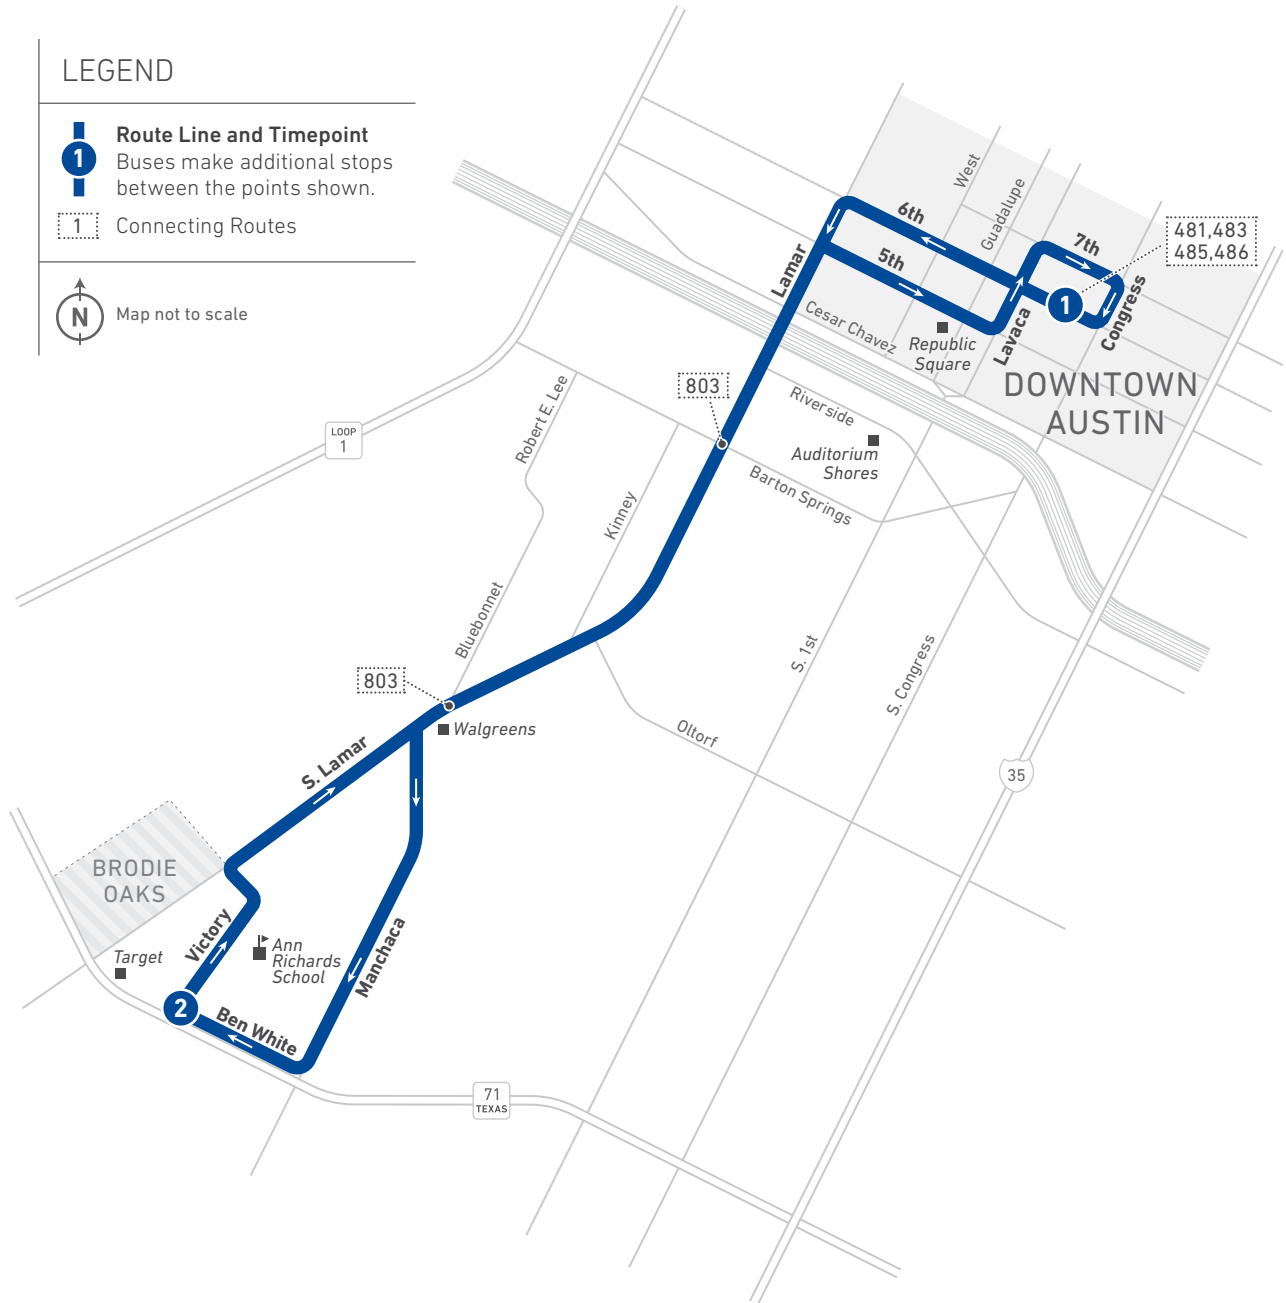 LEGEND
1
Route Line and Timepoint
Buses make additional stops
between the points shown.
1
Connecting Routes
N
Map not to scale
West
Guadalupe
6th
5th
7th
481,483
485,486
1
Lamar
Lavaca
Congress
Cesar Chavez
Republic
Square
DOWNTOWN
AUSTIN
803
Riverside
Auditorium
Shores
Barton Springs
Robert E. Lee
LOOP
1
Kinney
Bluebonnet
S. 1st
S. Congress
803
Walgreens
Oltorf
S. Lamar
35
BRODIE
OAKS
Victory
Target
Ann
Richards
School
Manchaca
2
Ben White
71
TEXAS